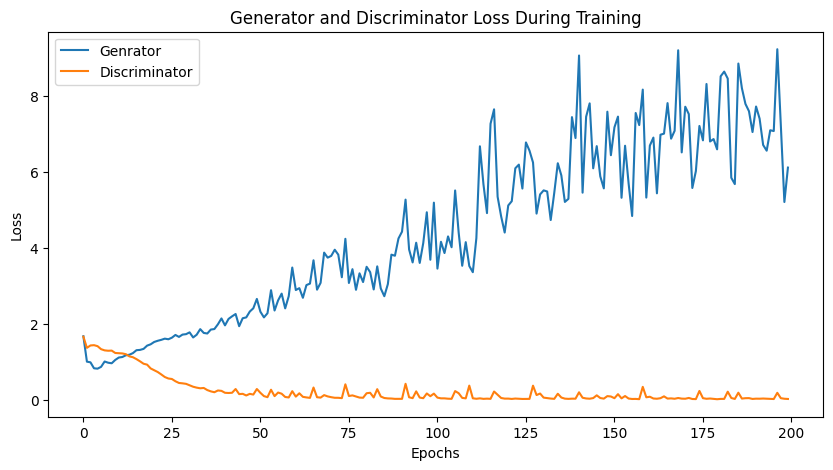 Generator and Discriminator Loss During Training
Genrator
Discriminator
Loss
8
6
4
2
0
0
25
50
75
100
125
150
175
200
Epochs